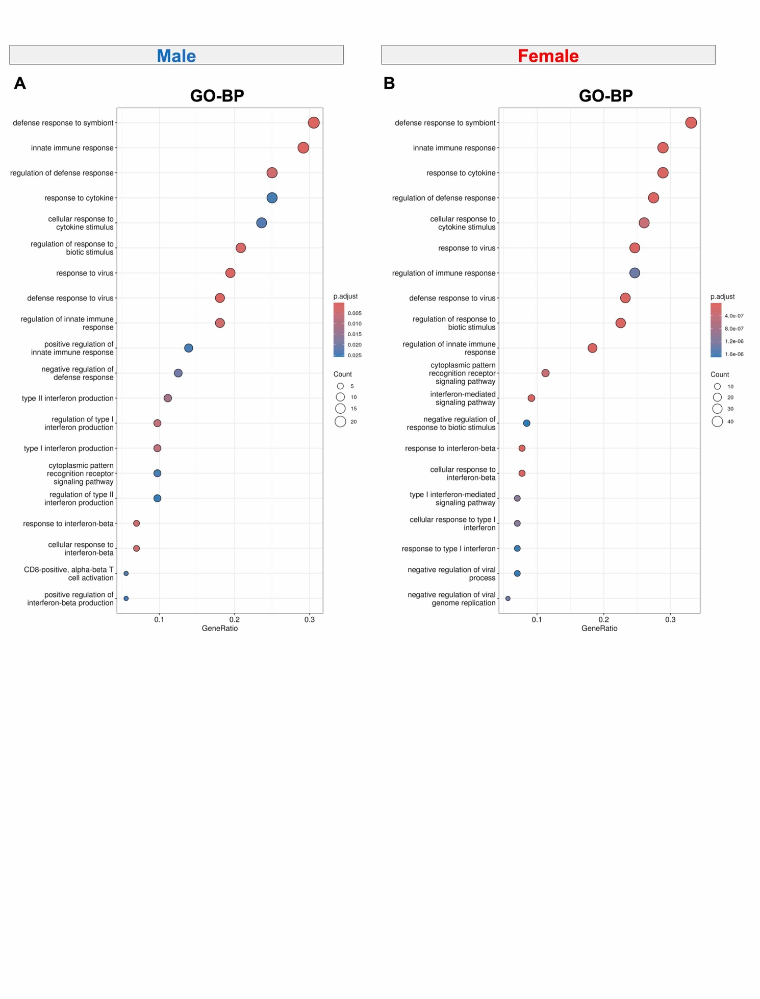 Male
A
GO-BP
defense response to symbiont
innate immune response
regulation of defense response
response to cytokine
cellular response to
cytokine stimulus
regulation of response to
biotic stimulus
response to virus
defense response to virus
regulation of innate immune
response
positive regulation of
innate immune response
negative regulation of
defense response
type II interferon production
regulation of type I
interferon production
type I interferon production
cytoplasmic pattern
recognition receptor
signaling pathway
regulation of type II
interferon production
response to interferon-beta
cellular response to
interferon-beta
CD8-positive, alpha-beta T
cell activation
positive regulation of
interferon-beta production
0.1
0.2
0.3
GeneRatio
p.adjust
0.005
0.010
0.015
0.020
0.025
Count
5
10
15
20
Female
B
GO-BP
defense response to symbiont
innate immune response
response to cytokine
regulation of defense response
cellular response to
cytokine stimulus
response to virus
regulation of immune response
defense response to virus
regulation of response to
biotic stimulus
regulation of innate immune
response
cytoplasmic pattern
recognition receptor
signaling pathway
interferon-mediated
signaling pathway
negative regulation of
response to biotic stimulus
response to interferon-beta
cellular response to
interferon-beta
type I interferon-mediated
signaling pathway
cellular response to type I
interferon
response to type I interferon
negative regulation of viral
process
negative regulation of viral
genome replication
0.1
0.2
0.3
GeneRatio
p.adjust
4.0e-07
8.0e-07
1.2e-06
1.6e-06
Count
10
20
30
40